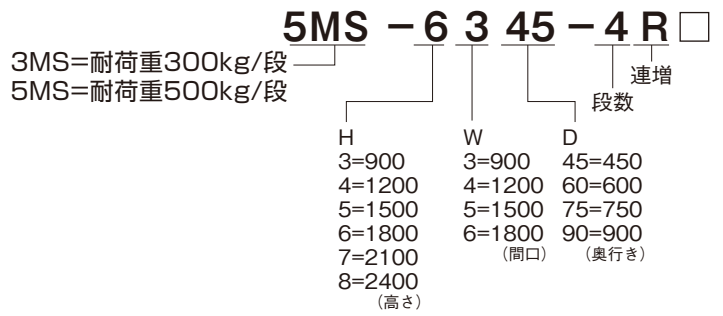 5MS－6 3 45－4 R □
3MS=耐荷重300kg/段
5MS=耐荷重500kg/段
連増
段数
H
3=900
4=1200
5=1500
6=1800
7=2100
8=2400
(高さ)
W
3=900
4=1200
5=1500
6=1800
(間口)
D
45=450
60=600
75=750
90=900
(奥行き)